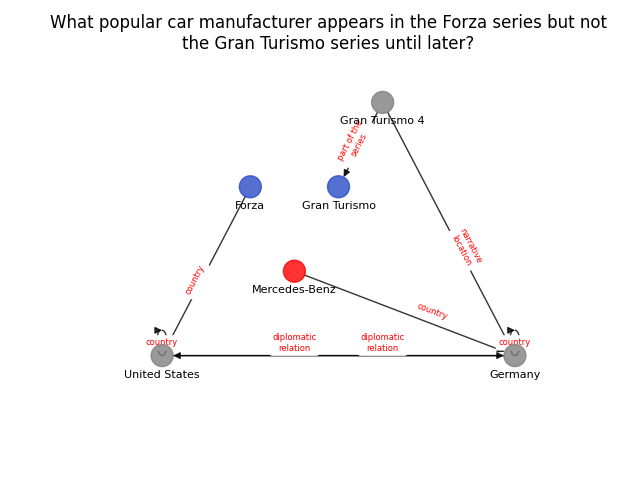 What popular car manufacturer appears in the Forza series but not
the Gran Turismo series until later?
Gran Turismo 4
part of the
series
Forza
Gran Turismo
narrative
location
country
Mercedes-Benz
country
diplomatic
relation
diplomatic
relation
country
country
United States
Germany